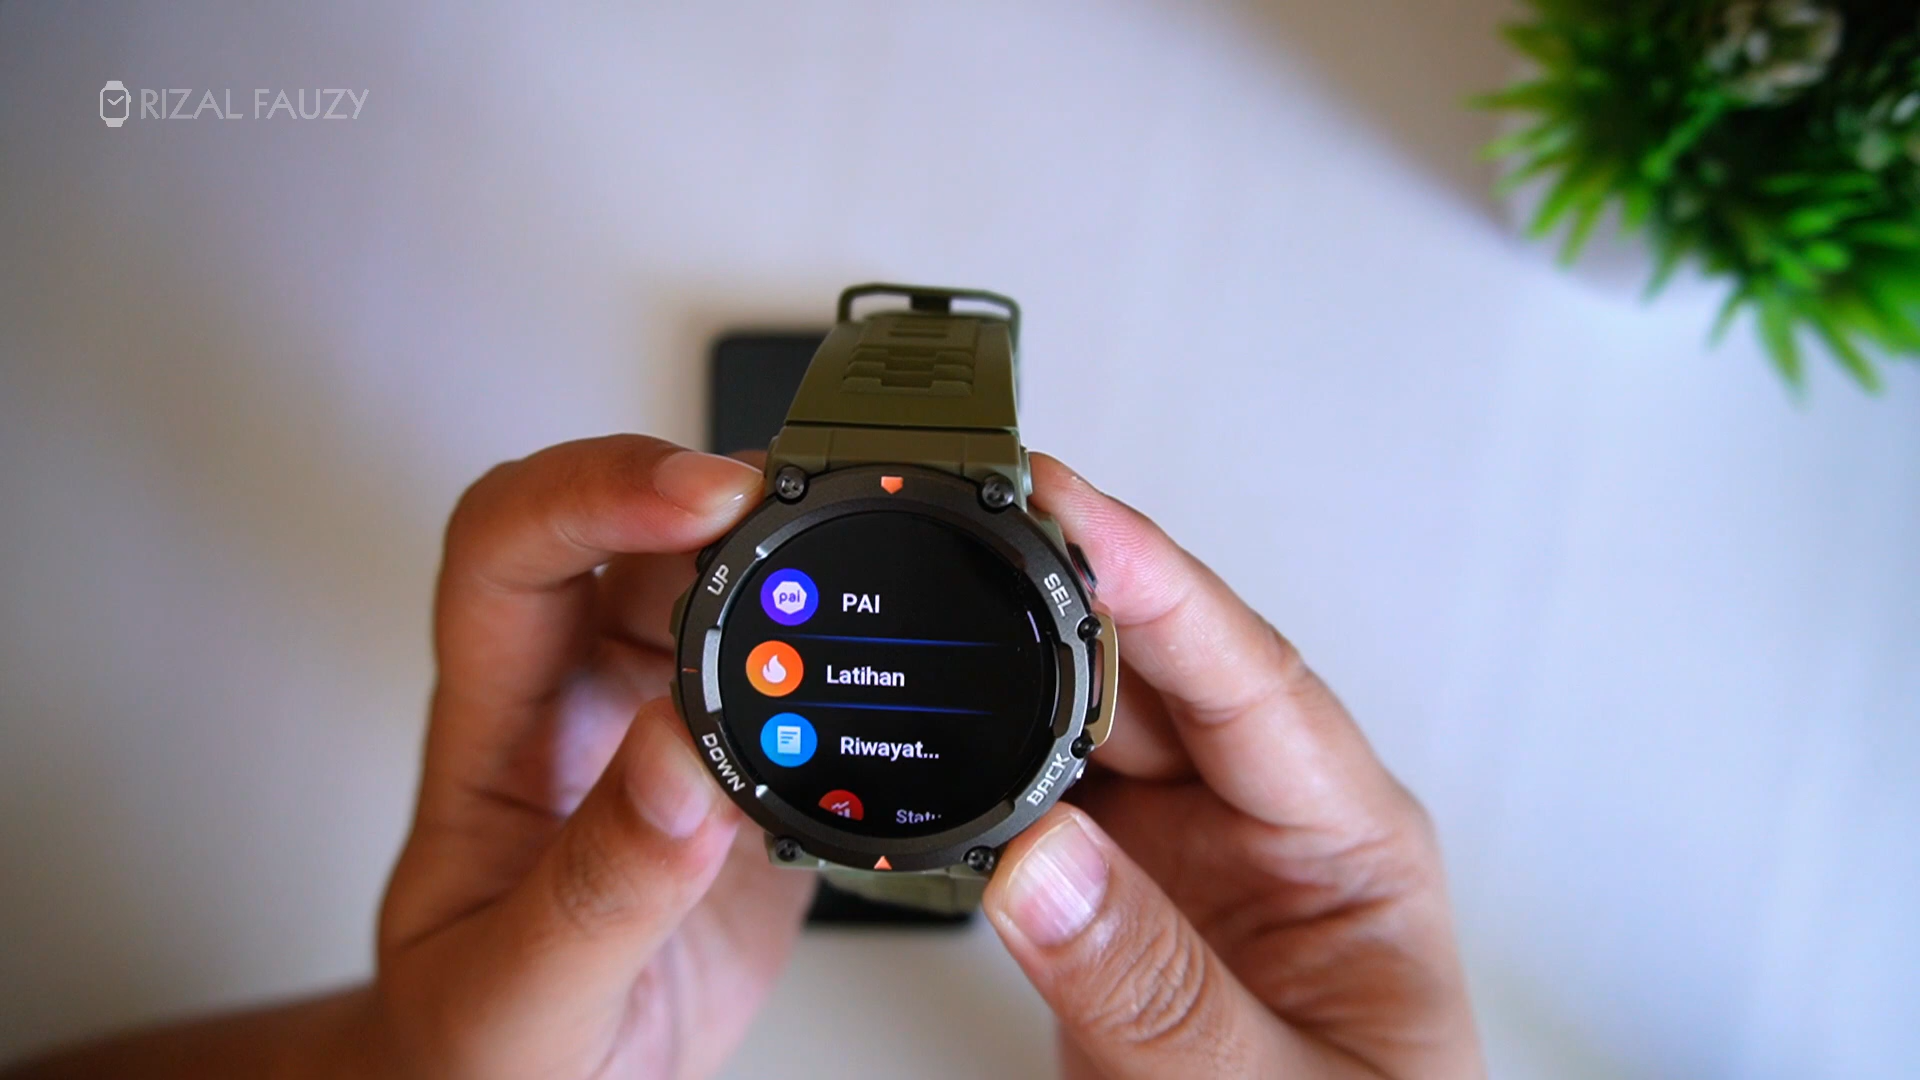 RIZAL FAUZY
UP
SEL
pai
PAI
Latihan
Riwayat...
DOWN
BACK